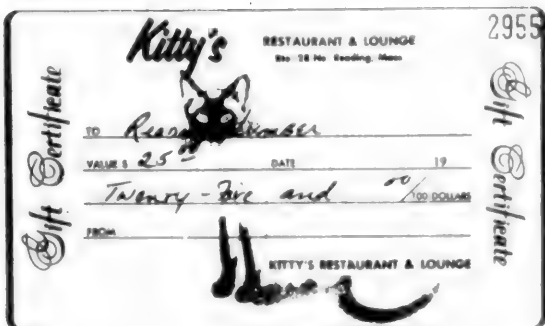 2955
Kitty's RESTAURANT & LOUNGE
Rte. 28 No. Reading, Mass
Gift Certificate
Gift Certificate
TO
VALUE $ 25 00 DATE 19
Twenty-Five and 00/100 DOLLARS
FROM
KITTY'S RESTAURANT & LOUNGE